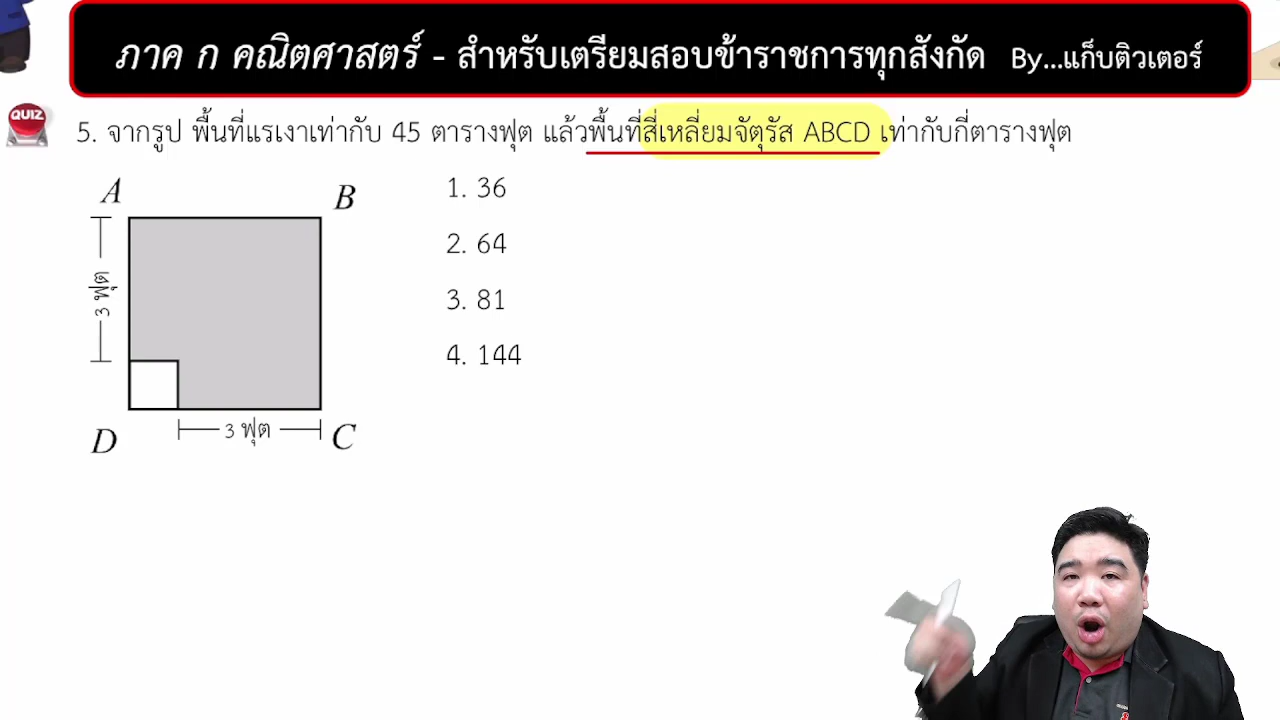 ภาค ก คณิตศาสตร์ - สำหรับเตรียมสอบข้าราชการทุกสังกัด By...แก็บติวเตอร์
QUIZ
5. จากรูป พื้นที่แรเงาเท่ากับ 45 ตารางฟุต แล้วพื้นที่สี่เหลี่ยมจัตุรัส ABCD เท่ากับกี่ตารางฟุต
A
B
3 ฟุต
D
3 ฟุต
C
1. 36
2. 64
3. 81
4. 144